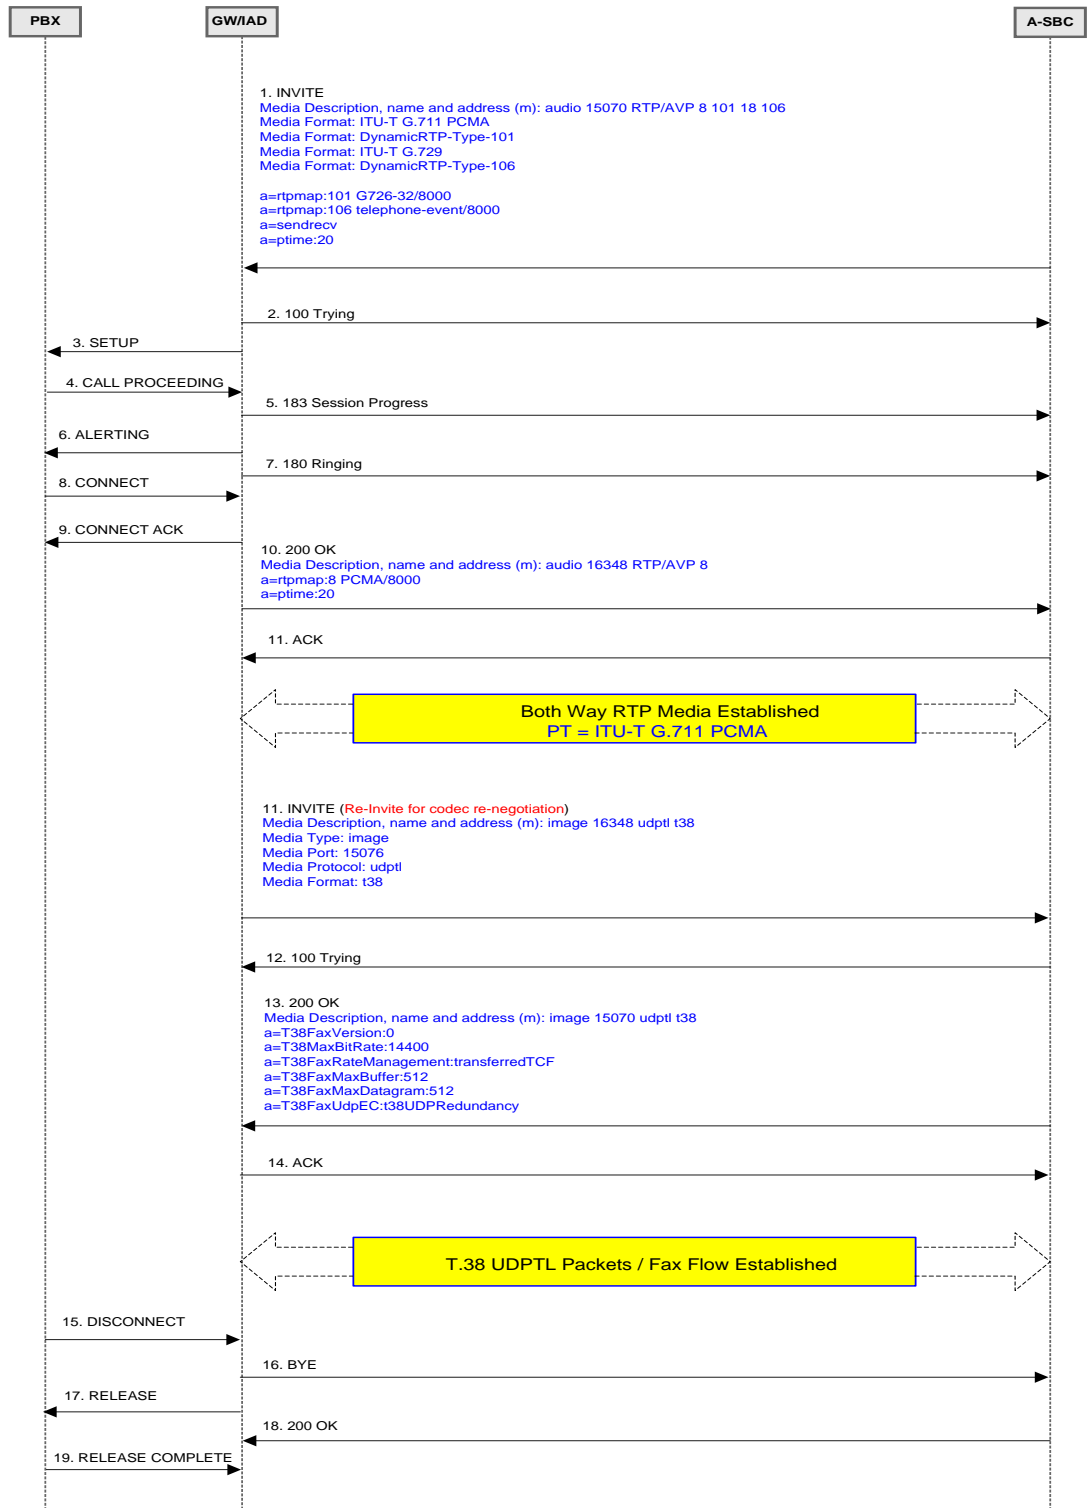 PBX
GW/IAD
A-SBC
1. INVITE
Media Description, name and address (m): audio 15070 RTP/AVP 8 101 18 106
Media Format: ITU-T G.711 PCMA
Media Format: DynamicRTP-Type-101
Media Format: ITU-T G.729
Media Format: DynamicRTP-Type-106
a=rtpmap:101 G726-32/8000
a=rtpmap:106 telephone-event/8000
a=sendrecv
a=ptime:20
2. 100 Trying
3. SETUP
4. CALL PROCEEDING
5. 183 Session Progress
6. ALERTING
7. 180 Ringing
8. CONNECT
9. CONNECT ACK
10. 200 OK
Media Description, name and address (m): audio 16348 RTP/AVP 8
a=rtpmap:8 PCMA/8000
a=ptime:20
11. ACK
Both Way RTP Media Established
PT = ITU-T G.711 PCMA
11. INVITE (Re-Invite for codec re-negotiation)
Media Description, name and address (m): image 16348 udptl t38
Media Type: image
Media Port: 15076
Media Protocol: udptl
Media Format: t38
12. 100 Trying
13. 200 OK
Media Description, name and address (m): image 15070 udptl t38
a=T38FaxVersion:0
a=T38MaxBitRate:14400
a=T38FaxRateManagement:transferredTCF
a=T38FaxMaxBuffer:512
a=T38FaxMaxDatagram:512
a=T38FaxUdpEC:t38UDPRedundancy
14. ACK
T.38 UDPTL Packets / Fax Flow Established
15. DISCONNECT
16. BYE
17. RELEASE
18. 200 OK
19. RELEASE COMPLETE